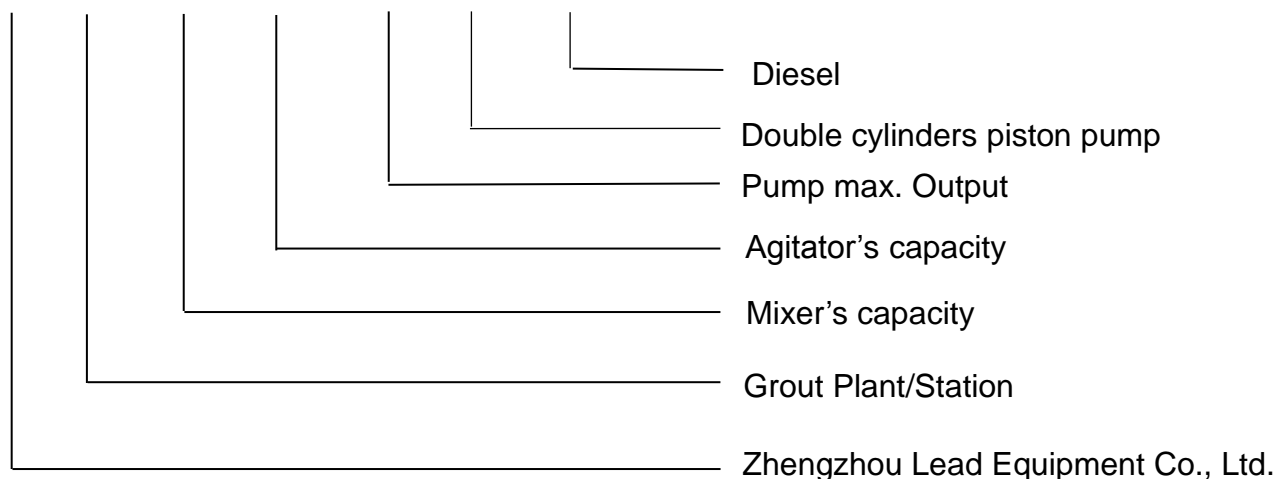 Diesel
Double cylinders piston pump
Pump max. Output
Agitator’s capacity
Mixer’s capacity
Grout Plant/Station
Zhengzhou Lead Equipment Co., Ltd.